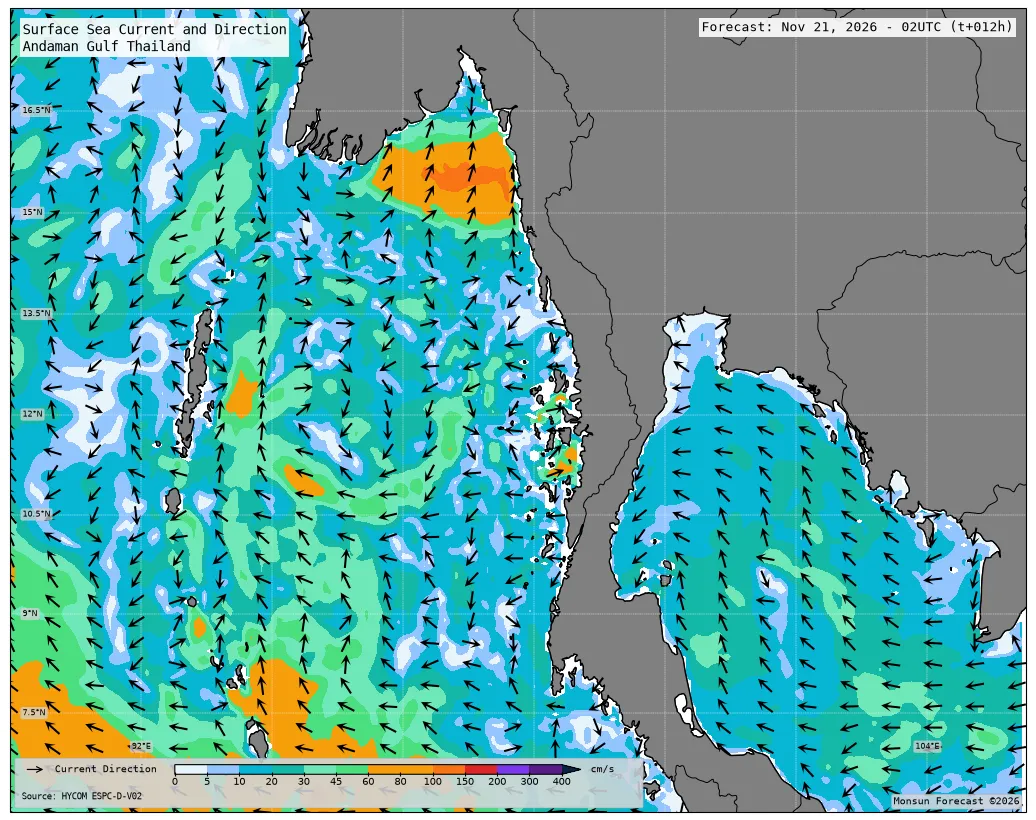 Surface Sea Current and Direction
Andaman Gulf Thailand
Forecast: Nov 21, 2026 - 02UTC (t+012h)
16.5°N
15°N
13.5°N
12°N
10.5°N
9°N
7.5°N
92°E
104°E
Current Direction
0 5 10 20 30 45 60 80 100 150 200 300 400 cm/s
Source: HYCOM ESPC-D-V02
Monsun Forecast ©2026